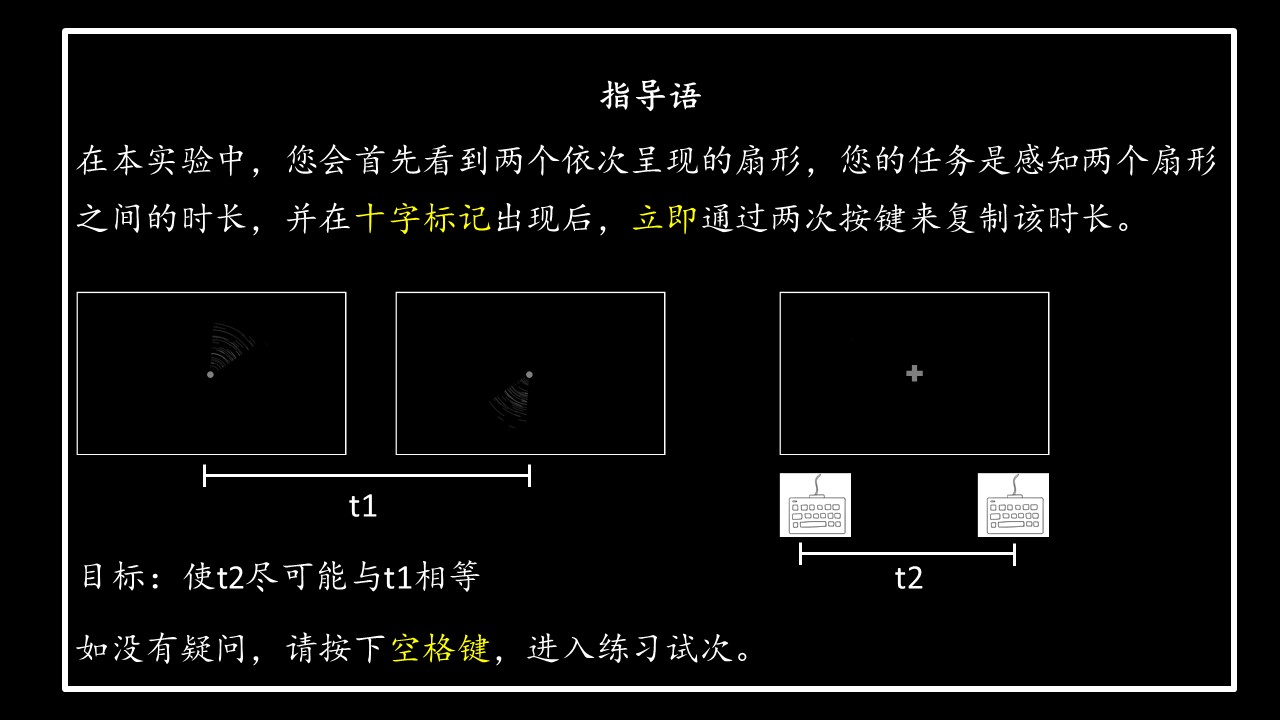 指导语
在本实验中，您会首先看到两个依次呈现的扇形，您的任务是感知两个扇形
之间的时长，并在十字标记出现后，立即通过两次按键来复制该时长。
t1
t2
目标：使t2尽可能与t1相等
如没有疑问，请按下空格键，进入练习试次。